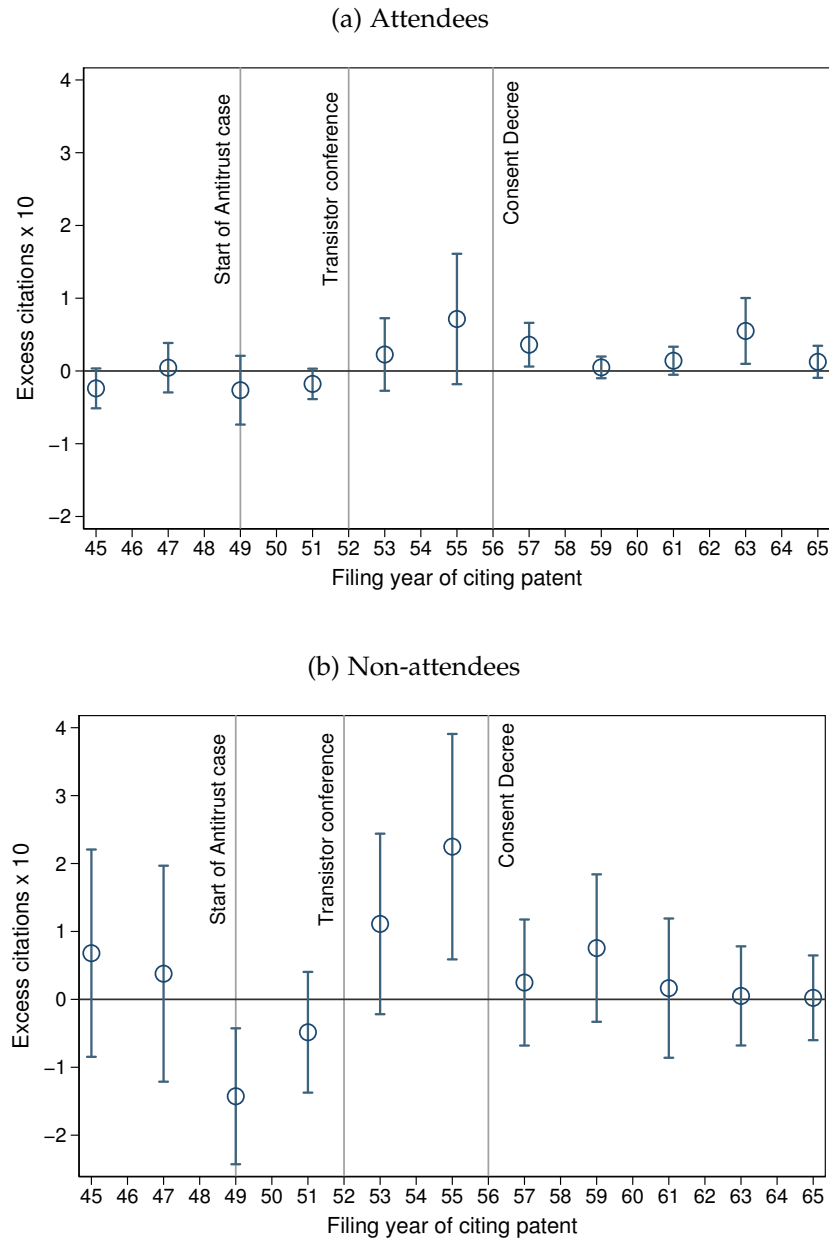 (a) Attendees
Excess citations x 10
4
3
2
1
0
−1
−2
Start of Antitrust case
Transistor conference
Consent Decree
45 46 47 48 49 50 51 52 53 54 55 56 57 58 59 60 61 62 63 64 65
Filing year of citing patent
(b) Non-attendees
Excess citations x 10
4
3
2
1
0
−1
−2
Start of Antitrust case
Transistor conference
Consent Decree
45 46 47 48 49 50 51 52 53 54 55 56 57 58 59 60 61 62 63 64 65
Filing year of citing patent